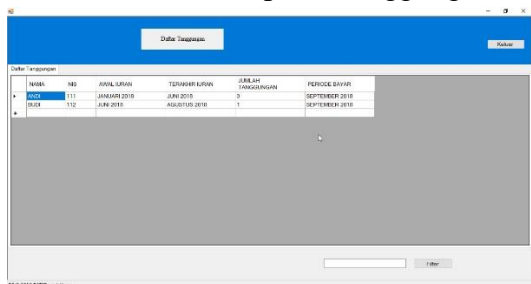 Daftar Tanggungan
Keluar
Daftar Tanggungan
NAMA NIS AWAL IURAN TERAKHIR IURAN JUMLAH TANGGUNGAN PERIODE BAYAR
ANDI 111 JANUARI 2018 JUNI 2018 3 SEPTEMBER 2018
BUDI 112 JUNI 2018 AGUSTUS 2018 1 SEPTEMBER 2018
Filter